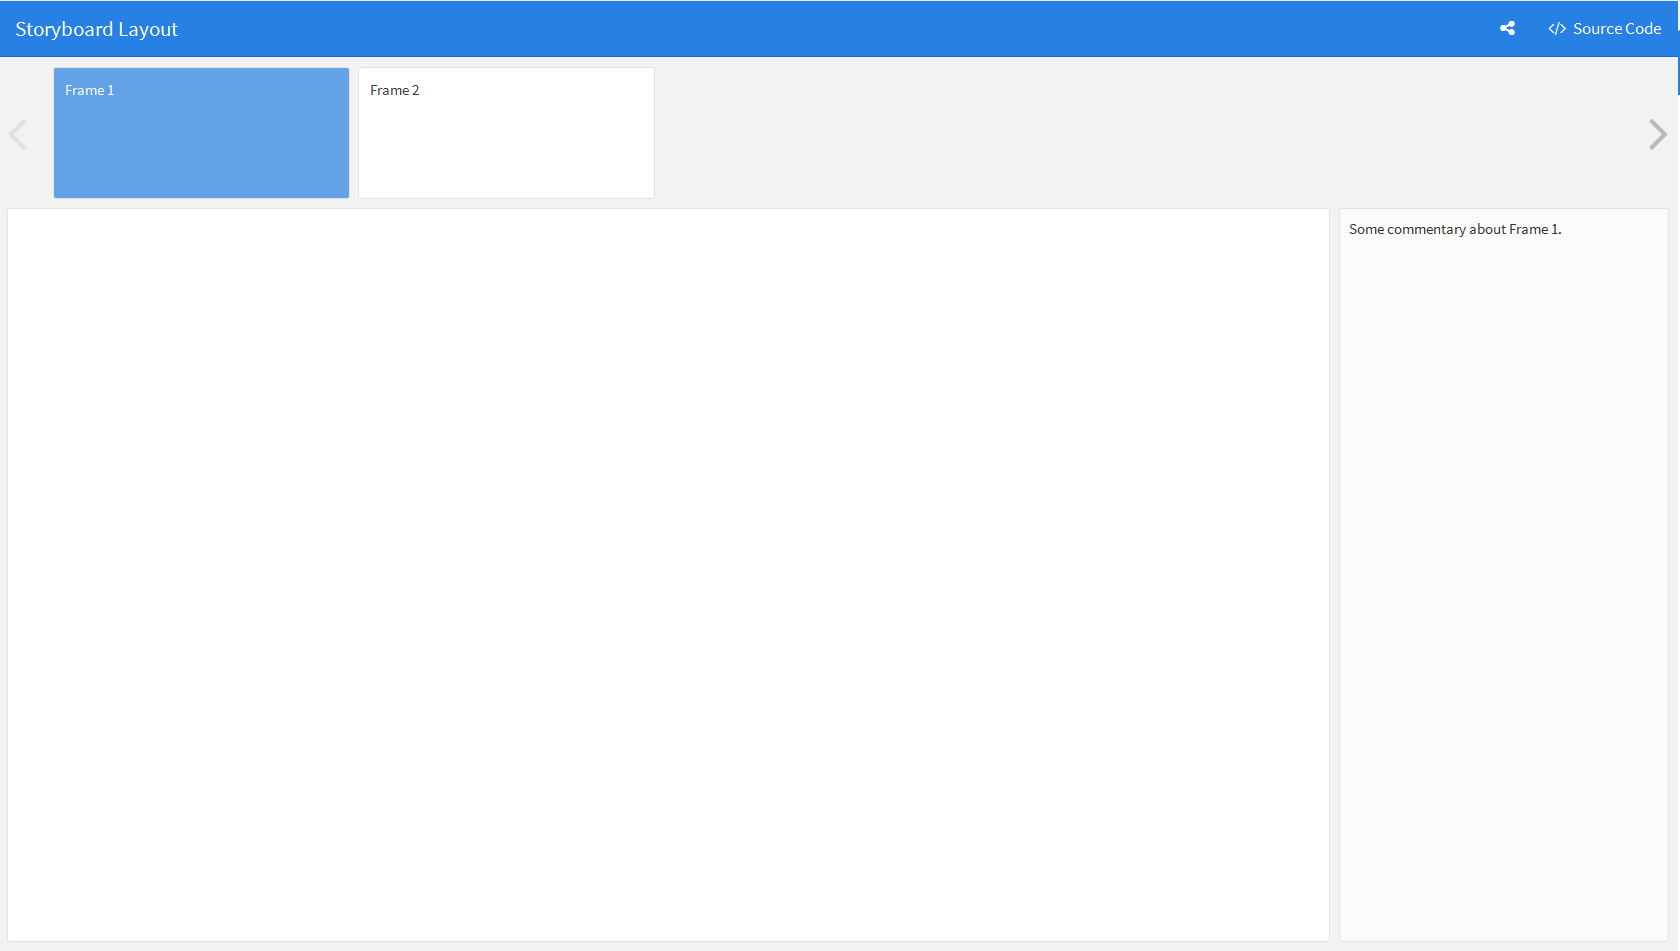 Storyboard Layout
</> Source Code
Frame 1
Frame 2
Some commentary about Frame 1.